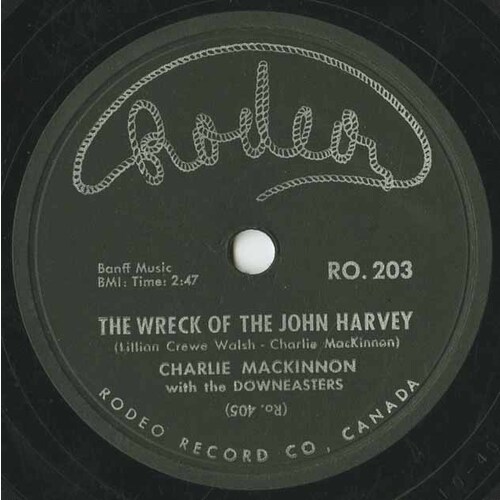 Rodeo
Banff Music
BMI: Time: 2:47
RO. 203
THE WRECK OF THE JOHN HARVEY
(Lillian Crewe Walsh - Charlie MacKinnon)
CHARLIE MACKINNON
with the DOWNEASTERS
(Ro. 405)
RODEO RECORD CO., CANADA